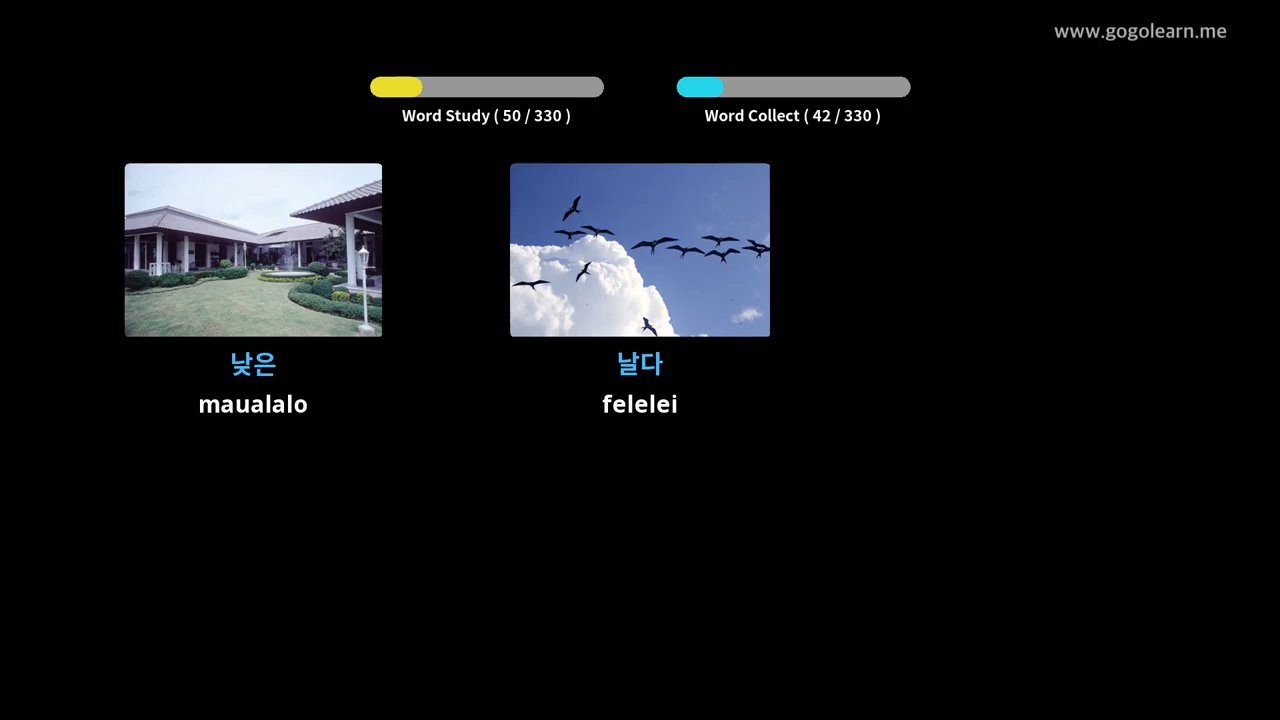 www.gogolearn.me
Word Study ( 50 / 330 )
Word Collect ( 42 / 330 )
낮은
날다
maualalo
felelei